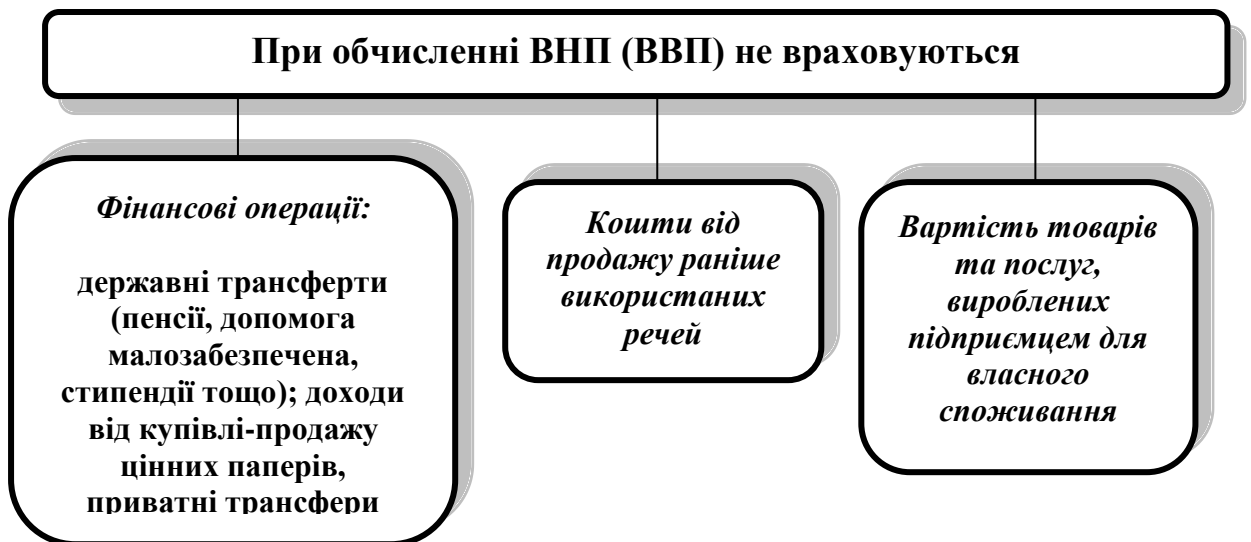 При обчисленні ВНП (ВВП) не враховуються
Фінансові операції:
державні трансферти
(пенсії, допомога
малозабезпечена,
стипендії тощо); доходи
від купівлі-продажу
цінних паперів,
приватні трансфери
Кошти від
продажу раніше
використаних
речей
Вартість товарів
та послуг,
вироблених
підприємцем для
власного
споживання